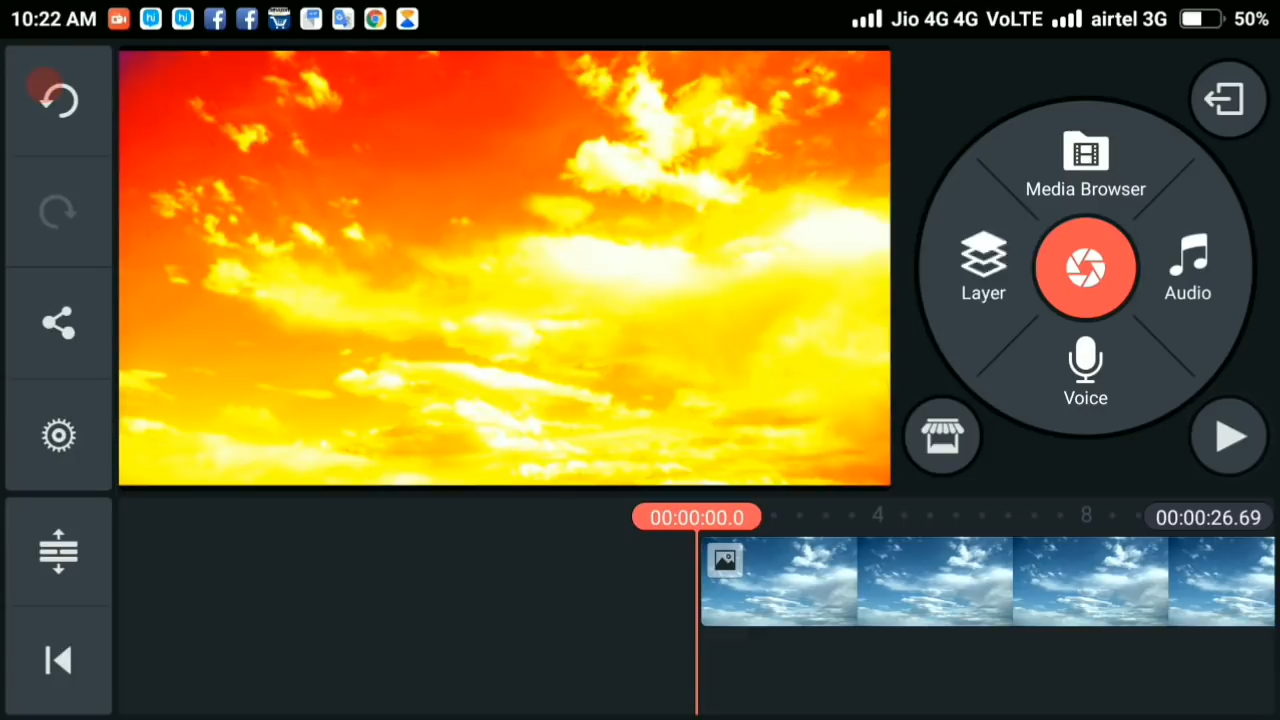 10:22 AM
Jio 4G 4G VoLTE
airtel 3G
50%
Media Browser
Layer
Audio
Voice
00:00:00.0
4
8
00:00:26.69